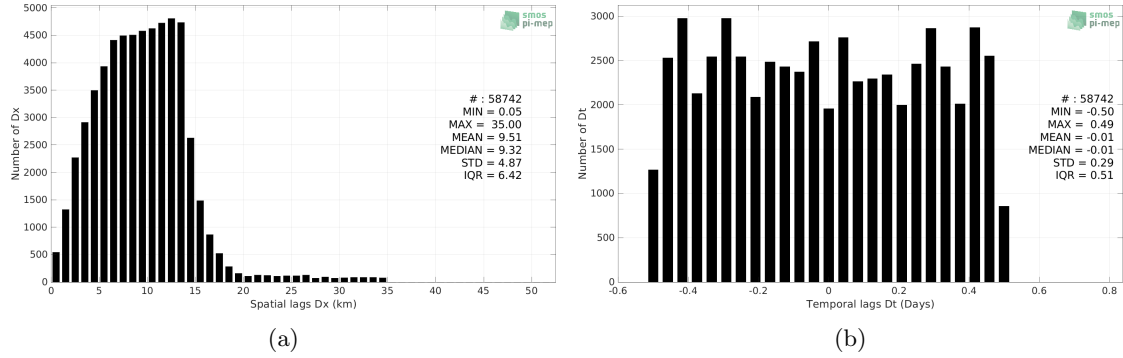 smos
pi-mep
5000
4500
4000
3500
3000
2500
2000
1500
1000
500
0
Number of Dx
# : 58742
MIN = 0.05
MAX = 35.00
MEAN = 9.51
MEDIAN = 9.32
STD = 4.87
IQR = 6.42
0 5 10 15 20 25 30 35 40 45 50
Spatial lags Dx (km)
(a)
smos
pi-mep
3000
2500
2000
1500
1000
500
0
Number of Dt
# : 58742
MIN = -0.50
MAX = 0.49
MEAN = -0.01
MEDIAN = -0.01
STD = 0.29
IQR = 0.51
-0.6 -0.4 -0.2 0 0.2 0.4 0.6 0.8
Temporal lags Dt (Days)
(b)